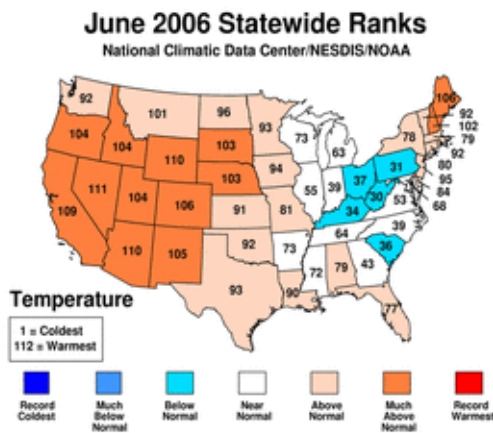 June 2006 Statewide Ranks
National Climatic Data Center/NESDIS/NOAA
92
101
96
93
73
63
78
106
92
102
79
92
80
95
84
68
104
104
110
103
103
94
55
39
37
31
30
53
34
39
64
36
43
109
111
104
106
91
81
110
105
92
73
93
90
72
79
77
Temperature
1 = Coldest
112 = Warmest
Record
Coldest
Much
Below
Normal
Below
Normal
Near
Normal
Above
Normal
Much
Above
Normal
Record
Warmest